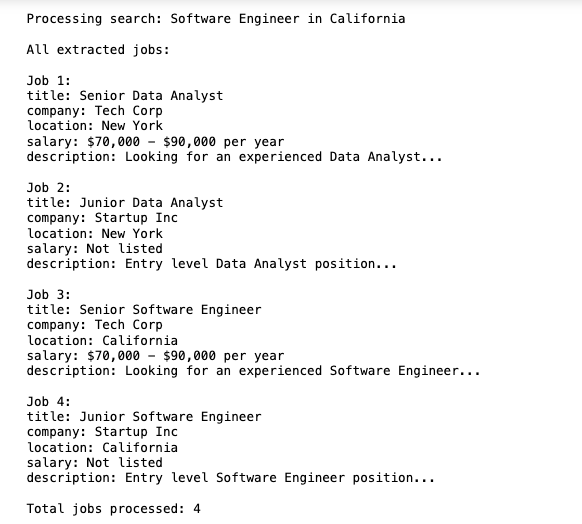 Processing search: Software Engineer in California
All extracted jobs:
Job 1:
title: Senior Data Analyst
company: Tech Corp
location: New York
salary: $70,000 – $90,000 per year
description: Looking for an experienced Data Analyst...
Job 2:
title: Junior Data Analyst
company: Startup Inc
location: New York
salary: Not listed
description: Entry level Data Analyst position...
Job 3:
title: Senior Software Engineer
company: Tech Corp
location: California
salary: $70,000 – $90,000 per year
description: Looking for an experienced Software Engineer...
Job 4:
title: Junior Software Engineer
company: Startup Inc
location: California
salary: Not listed
description: Entry level Software Engineer position...
Total jobs processed: 4